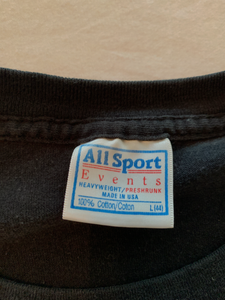 All Sport
Events
HEAVYWEIGHT/PRESHRUNK
MADE IN USA
100% Cotton/Coton L(44)